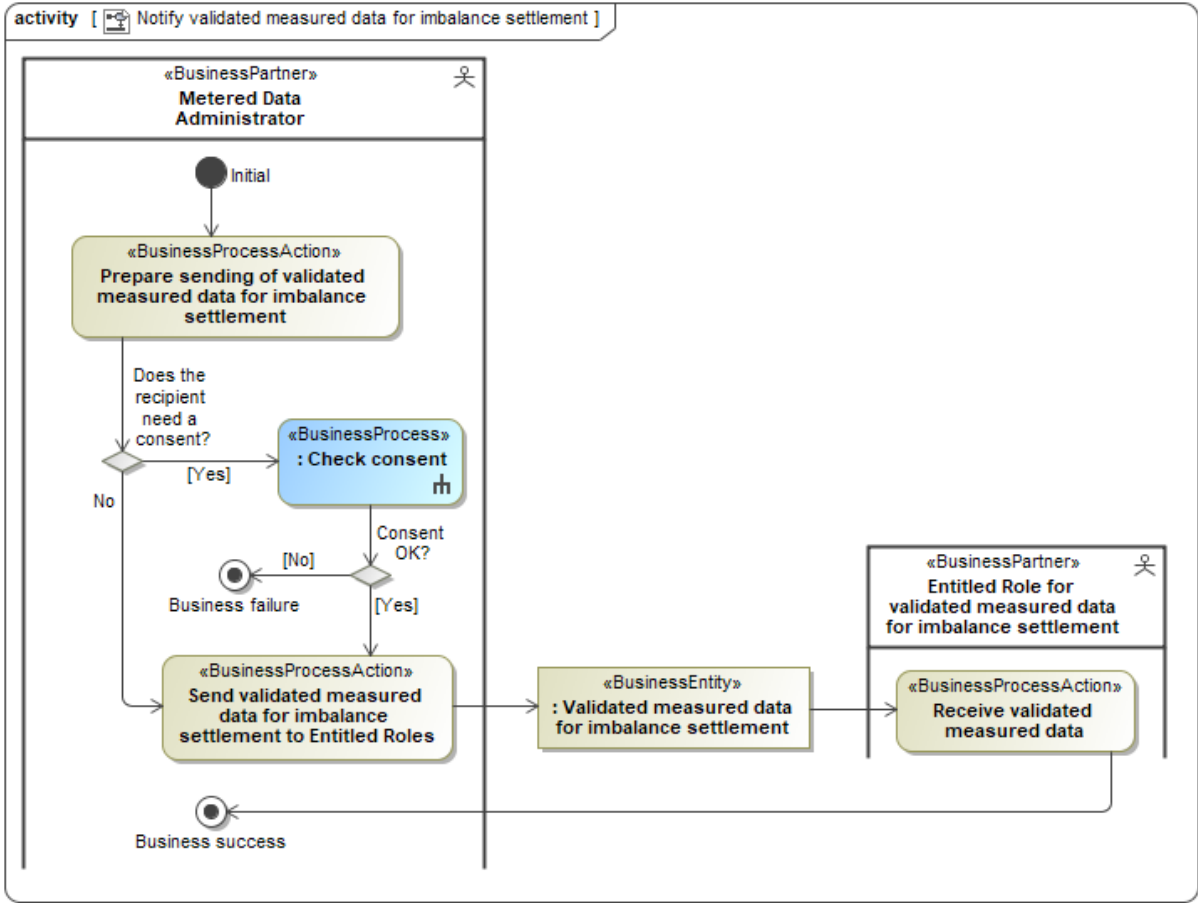 activity [ Notify validated measured data for imbalance settlement ]
«BusinessPartner»
Metered Data
Administrator
Initial
«BusinessProcessAction»
Prepare sending of validated
measured data for imbalance
settlement
Does the
recipient
need a
consent?
[Yes]
No
«BusinessProcess»
: Check consent
Consent
OK?
[No]
Business failure
[Yes]
«BusinessProcessAction»
Send validated measured
data for imbalance
settlement to Entitled Roles
«BusinessEntity»
: Validated measured data
for imbalance settlement
«BusinessPartner»
Entitled Role for
validated measured data
for imbalance settlement
«BusinessProcessAction»
Receive validated
measured data
Business success